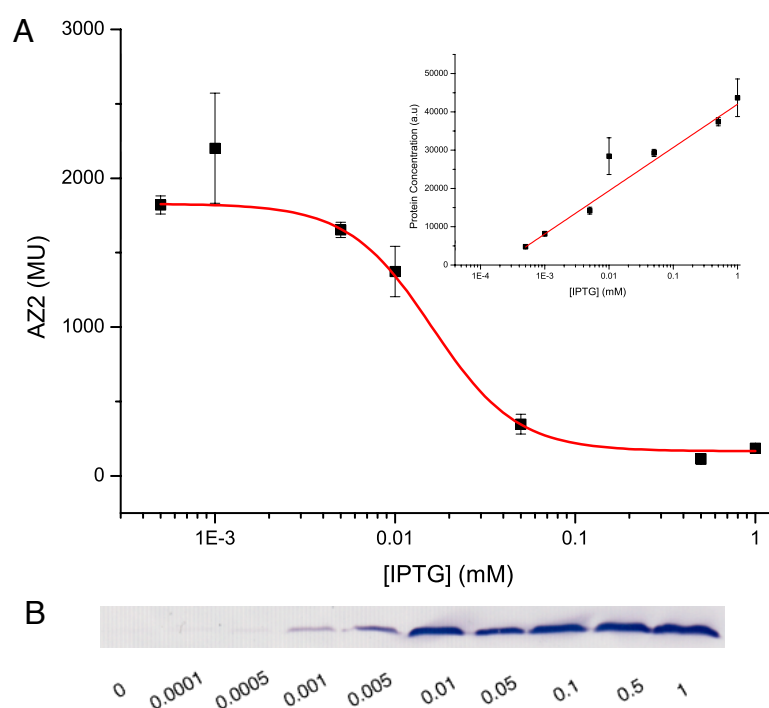 A
3000
2000
1000
0
AZ2 (MU)
1E-3
0.01
0.1
1
[IPTG] (mM)
50000
40000
30000
20000
10000
0
Protein Concentration (a.u)
1E-4
1E-3
0.01
0.1
1
[IPTG] (mM)
B
0
0.0001
0.0005
0.001
0.005
0.01
0.05
0.1
0.5
1